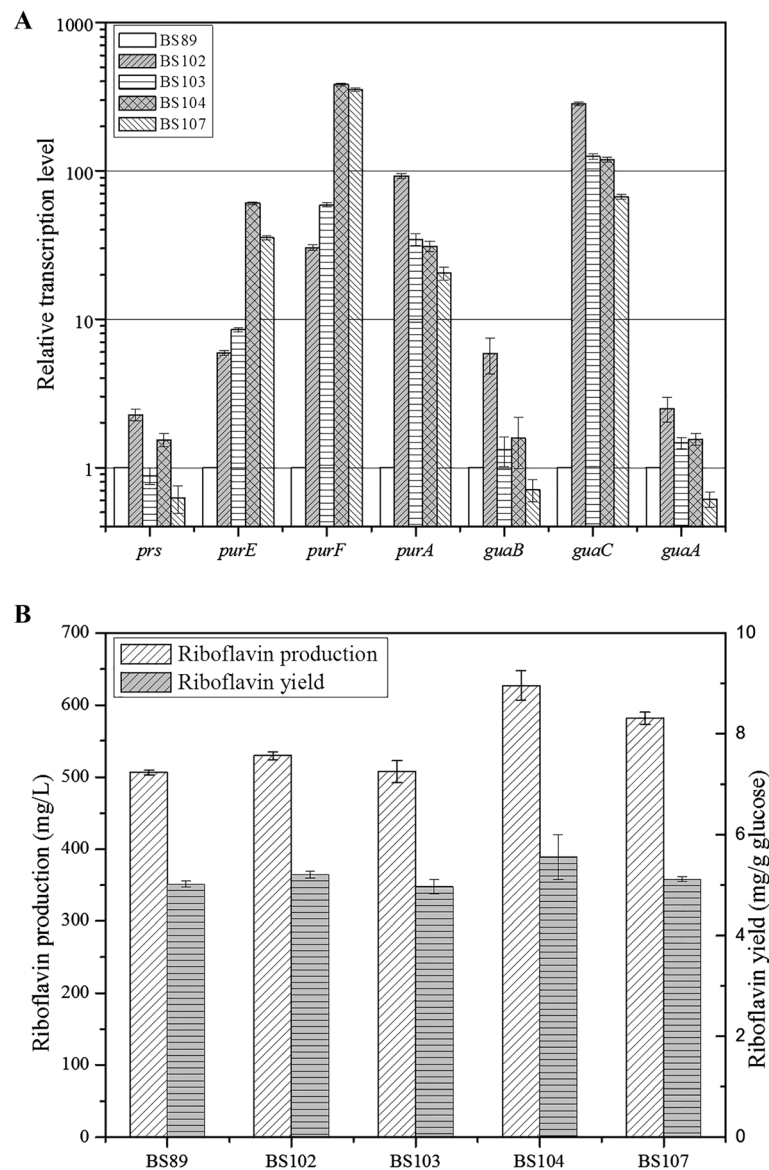 A
1000
100
10
1
Relative transcription level
BS89
BS102
BS103
BS104
BS107
prs purE purF purA guaB guaC guaA
B
700
600
500
400
300
200
100
0
Riboflavin production (mg/L)
Riboflavin production
Riboflavin yield
10
8
6
4
2
0
Riboflavin yield (mg/g glucose)
BS89 BS102 BS103 BS104 BS107